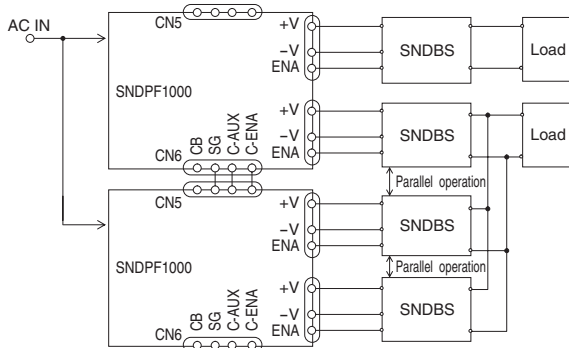 AC IN
CN5
+V
−V
ENA
SNDBS
Load
SNDPF1000
+V
−V
ENA
SNDBS
Load
CB
SG
C-AUX
C-ENA
CN6
Parallel operation
CN5
+V
−V
ENA
SNDBS
SNDPF1000
Parallel operation
+V
−V
ENA
SNDBS
CB
SG
C-AUX
C-ENA
CN6